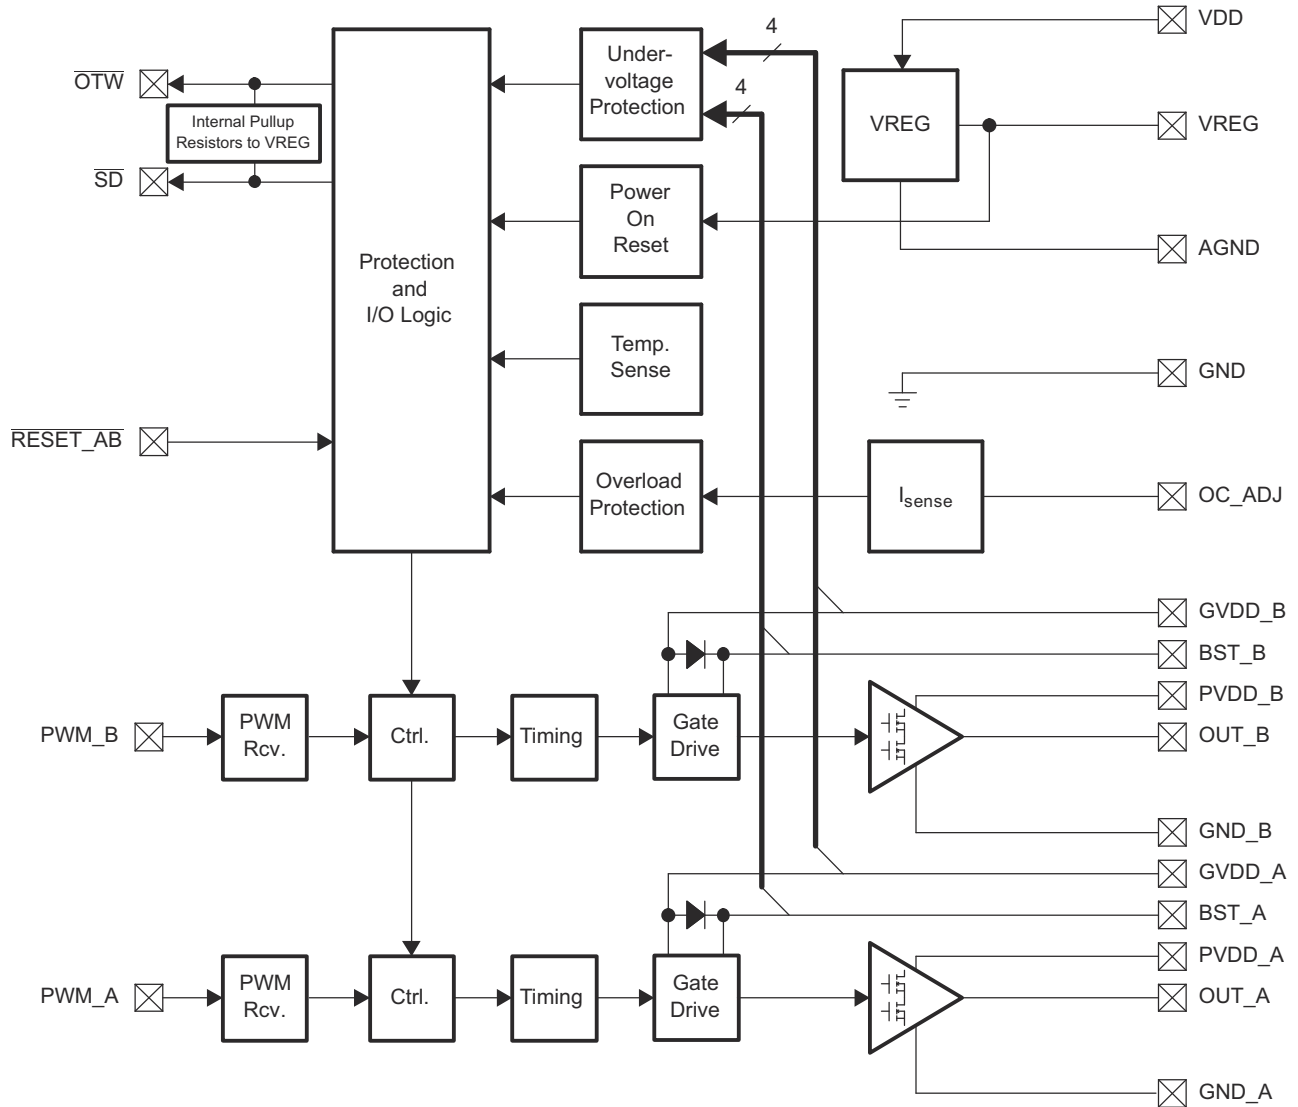 4
VDD
Under-
voltage
Protection
OTW
4
Internal Pullup
Resistors to VREG
VREG
VREG
SD
Power
On
Reset
AGND
Protection
and
I/O Logic
Temp.
Sense
GND
RESET_AB
Overload
Protection
Isense
OC_ADJ
GVDD_B
BST_B
PVDD_B
PWM_B
PWM
Rcv.
Ctrl.
Timing
Gate
Drive
OUT_B
GND_B
GVDD_A
BST_A
PVDD_A
PWM_A
PWM
Rcv.
Ctrl.
Timing
Gate
Drive
OUT_A
GND_A